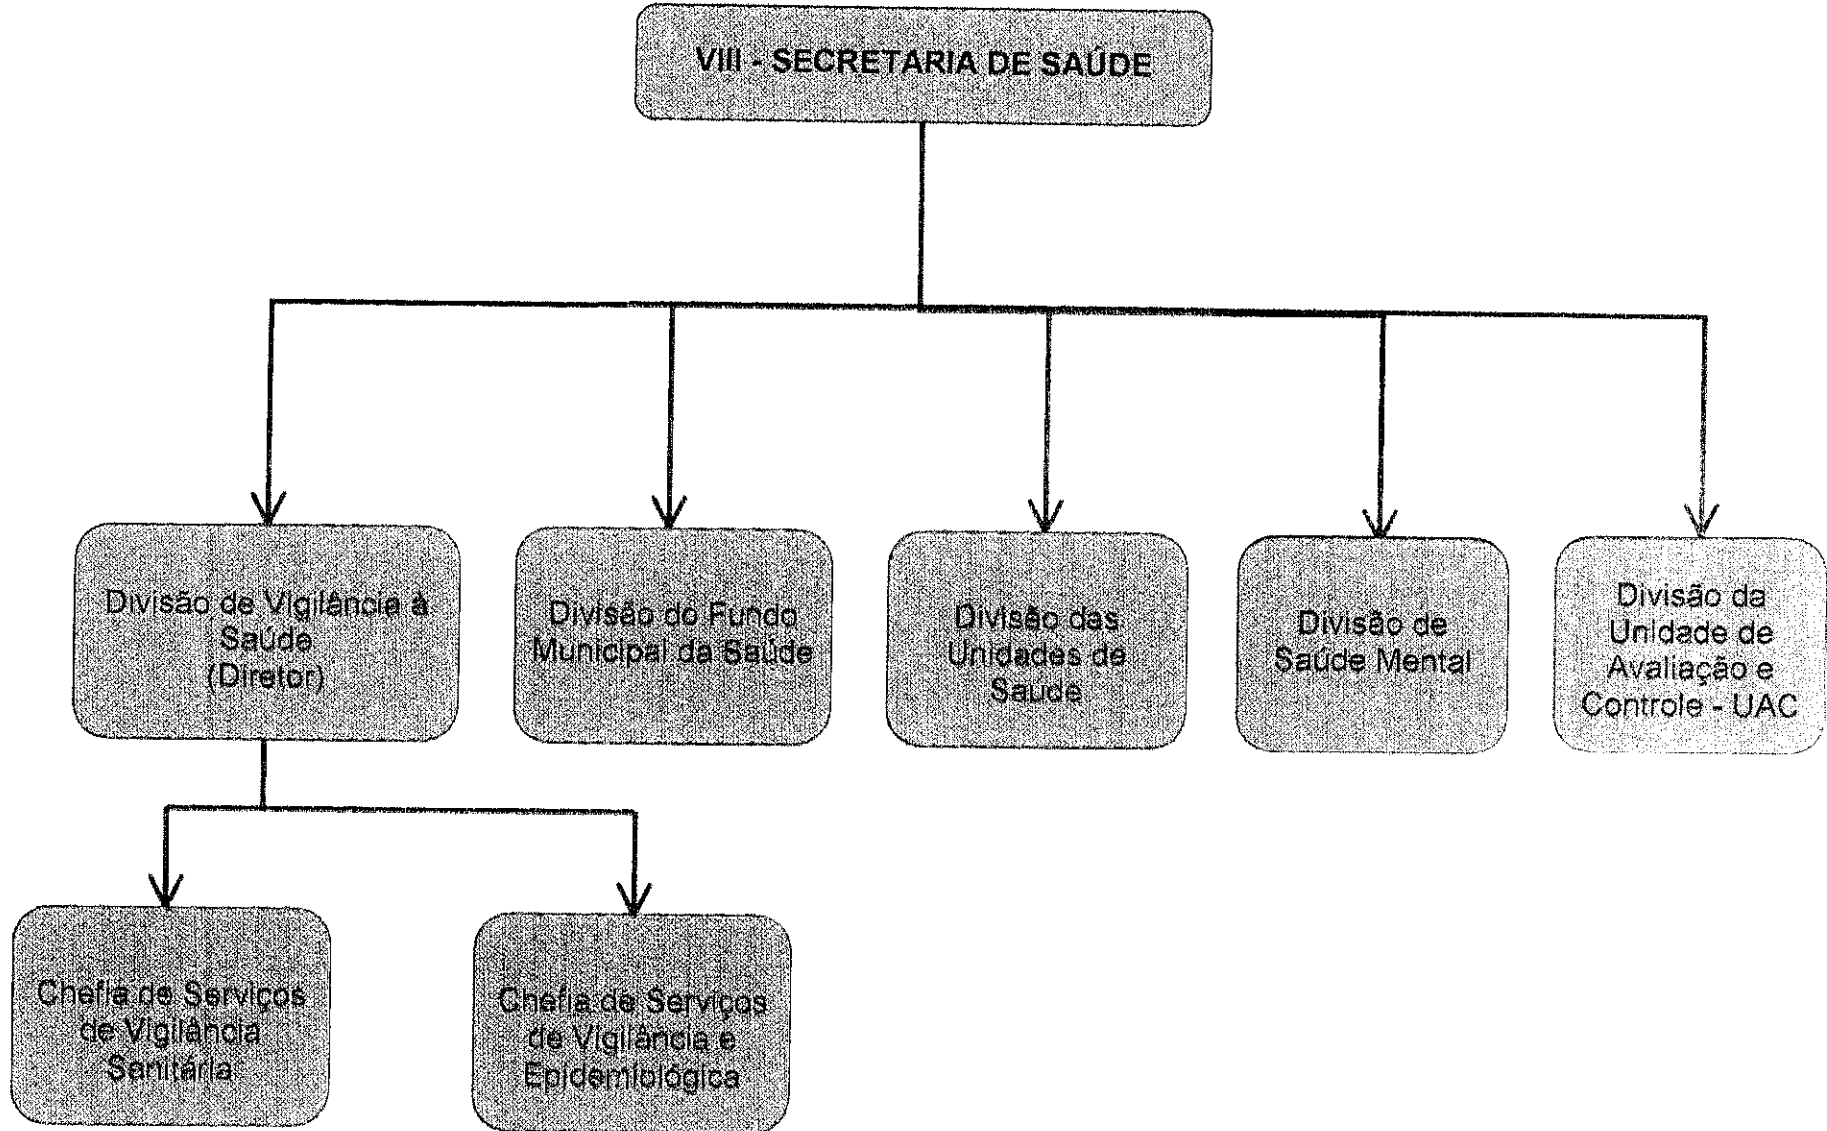 VIII - SECRETARIA DE SAÚDE
Divisão de Vigilância à
Saúde
(Diretor)
Divisão do Fundo
Municipal da Saúde
Divisão das
Unidades de
Saude
Divisão de
Saúde Mental
Divisão da
Unidade de
Avaliação e
Controle - UAC
Chefia de Serviços
de Vigilância
Sanitária
Chefia de Serviços
de Vigilância e
Epidemiológica